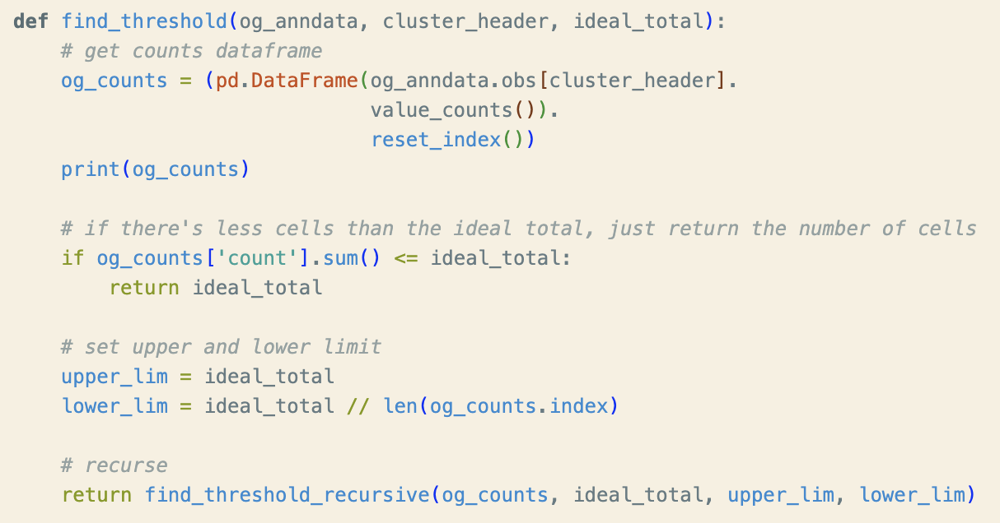 def find_threshold(og_anndata, cluster_header, ideal_total):
    # get counts dataframe
    og_counts = (pd.DataFrame(og_anndata.obs[cluster_header].
                              value_counts()).
                              reset_index())
    print(og_counts)

    # if there's less cells than the ideal total, just return the number of cells
    if og_counts['count'].sum() <= ideal_total:
        return ideal_total

    # set upper and lower limit
    upper_lim = ideal_total
    lower_lim = ideal_total // len(og_counts.index)

    # recurse
    return find_threshold_recursive(og_counts, ideal_total, upper_lim, lower_lim)